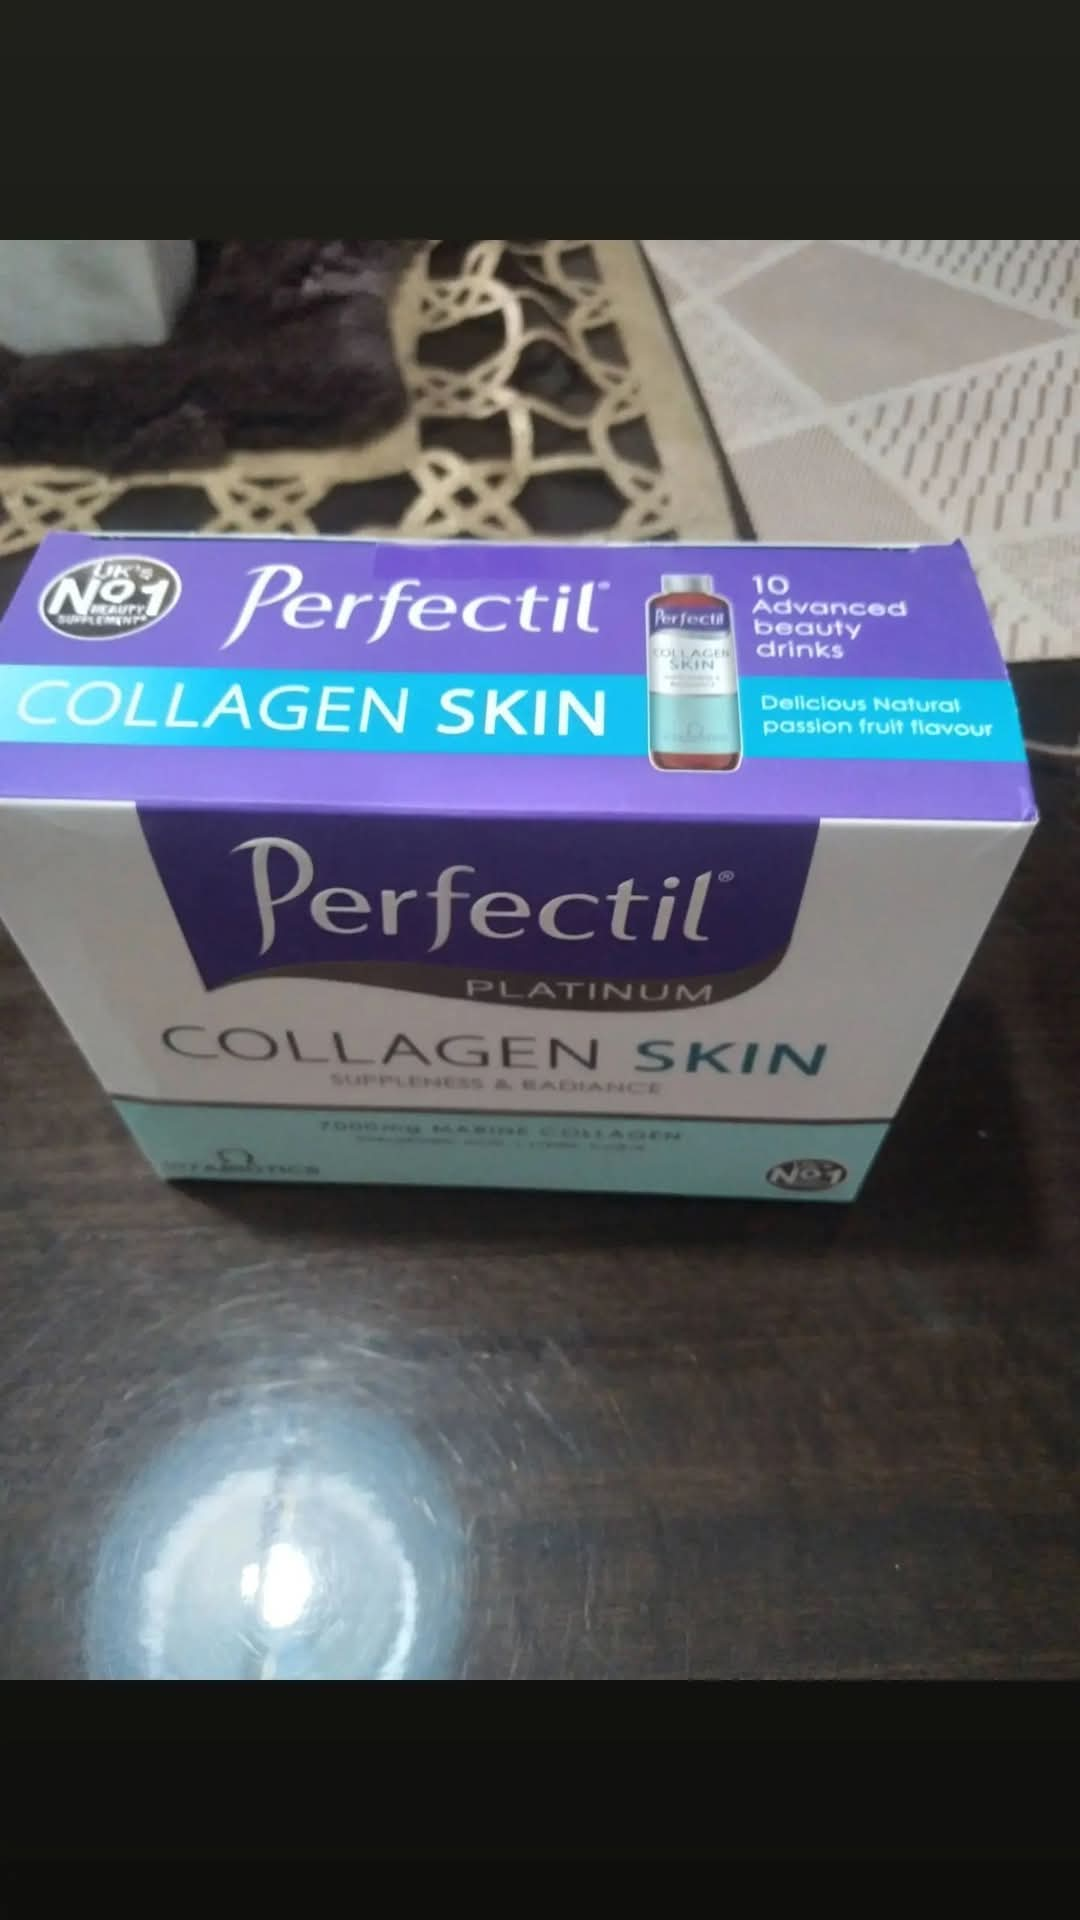 UK's
No1
BEAUTY
SUPPLEMENT*
Perfectil®
COLLAGEN SKIN
Perfectil
COLLAGEN
SKIN
10
Advanced
beauty
drinks
Delicious Natural
passion fruit flavour
Perfectil®
PLATINUM
COLLAGEN SKIN
SUPPLENESS & RADIANCE
MARINE COLLAGEN
VITABIOTICS
No1